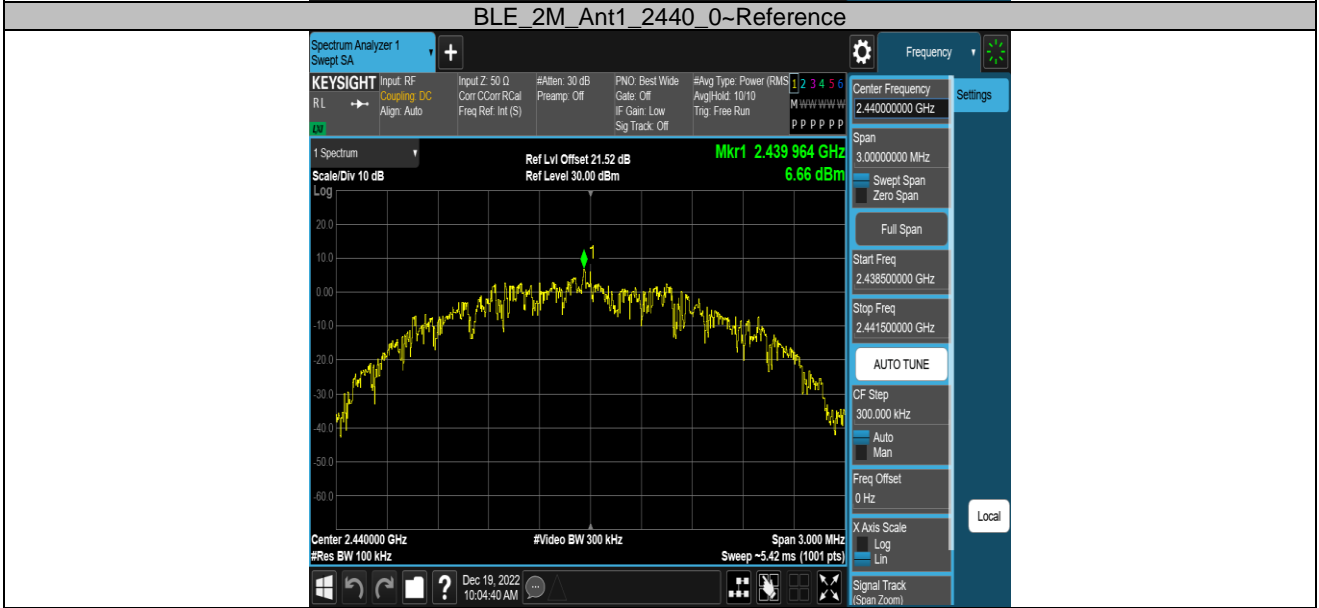 BLE_2M_Ant1_2440_0~Reference
Spectrum Analyzer 1
Swept SA
+
Frequency
KEYSIGHT Input: RF Input Z: 50 Ω #Atten: 30 dB PNO: Best Wide #Avg Type: Power (RMS 1 2 3 4 5 6
RL Coupling: DC Corr CCorr RCal Preamp: Off Gate: Off Avg|Hold: 10/10 M W W W W W
Align: Auto Freq Ref: Int (S) IF Gain: Low Trig: Free Run
Sig Track: Off P P P P P P
LXI
1 Spectrum
Ref Lvl Offset 21.52 dB
Mkr1 2.439 964 GHz
Scale/Div 10 dB
Ref Level 30.00 dBm
6.66 dBm
Log
20.0
10.0
0.00
-10.0
-20.0
-30.0
-40.0
-50.0
-60.0
1
Center 2.440000 GHz #Video BW 300 kHz Span 3.000 MHz
#Res BW 100 kHz Sweep ~5.42 ms (1001 pts)
?
Dec 19, 2022
10:04:40 AM
Center Frequency
2.440000000 GHz
Settings
Span
3.00000000 MHz
Swept Span
Zero Span
Full Span
Start Freq
2.438500000 GHz
Stop Freq
2.441500000 GHz
AUTO TUNE
CF Step
300.000 kHz
Auto
Man
Freq Offset
0 Hz
X Axis Scale
Log
Lin
Local
Signal Track
(Span Zoom)